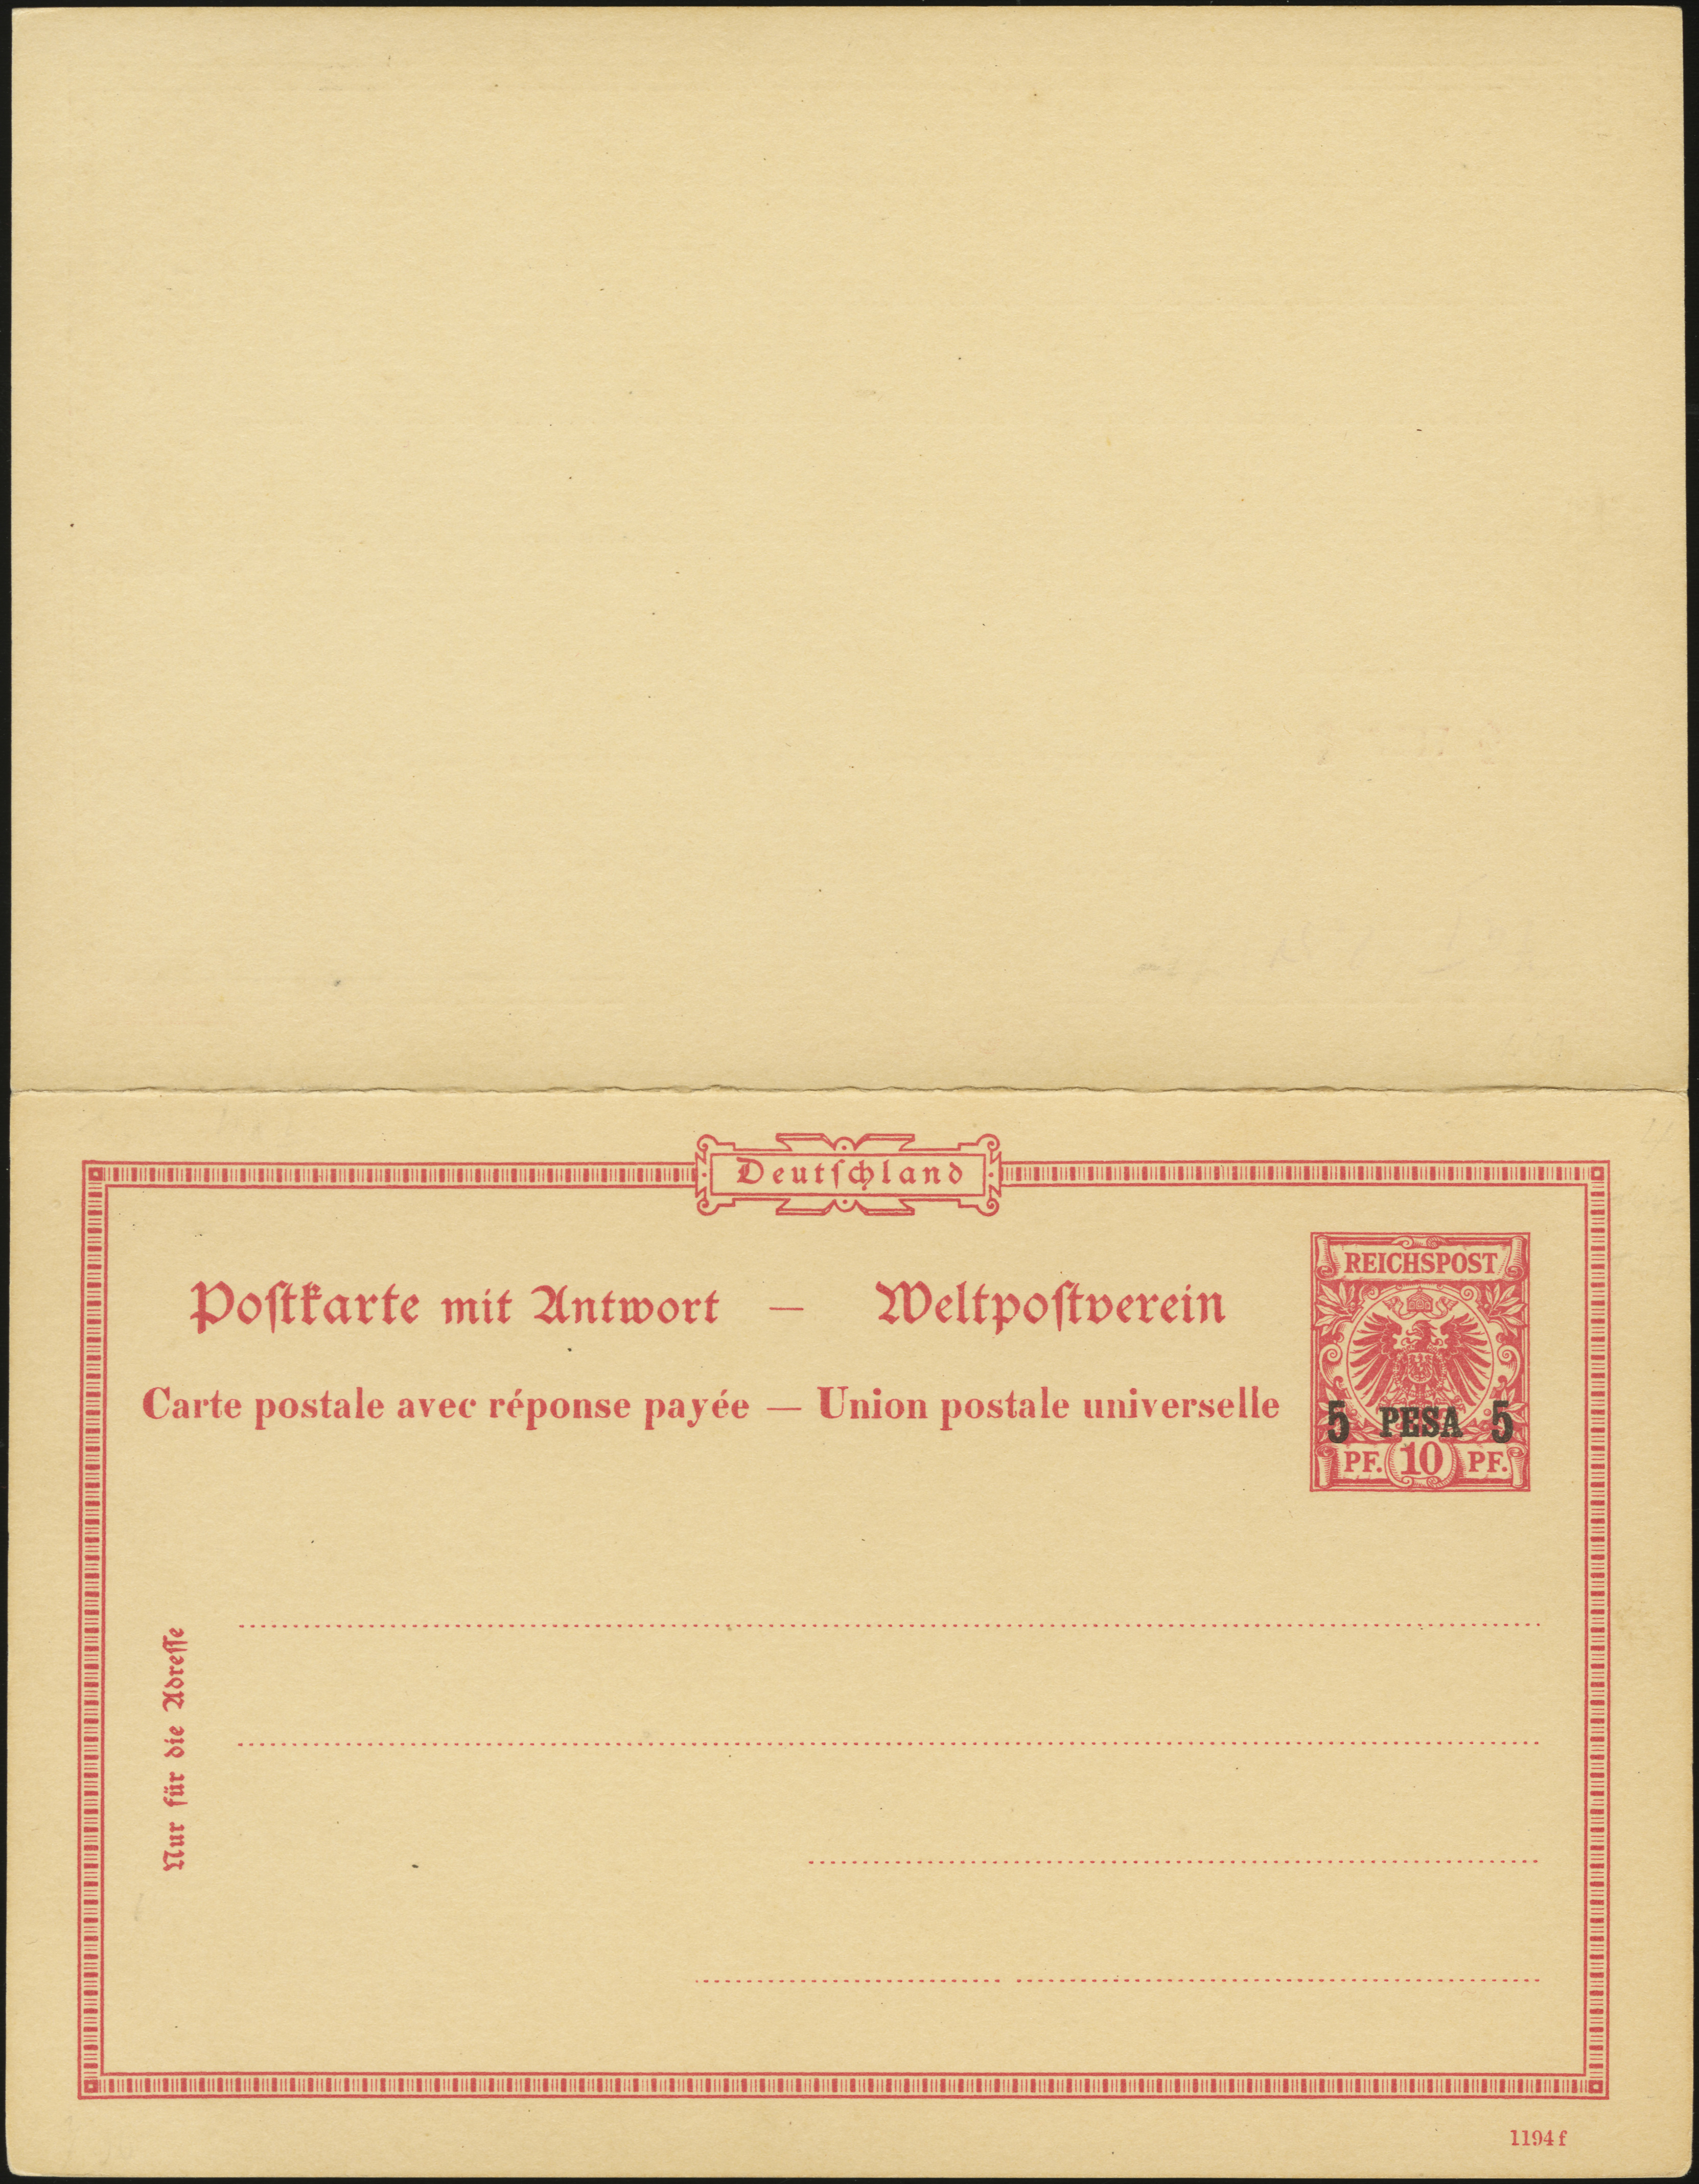 Deutſchland
Poſtkarte mit Antwort — Weltpoſtverein
Carte postale avec réponse payée — Union postale universelle
REICHSPOST
5 PESA 5
PF. 10 PF.
Nur für die Adreſſe
1194 f